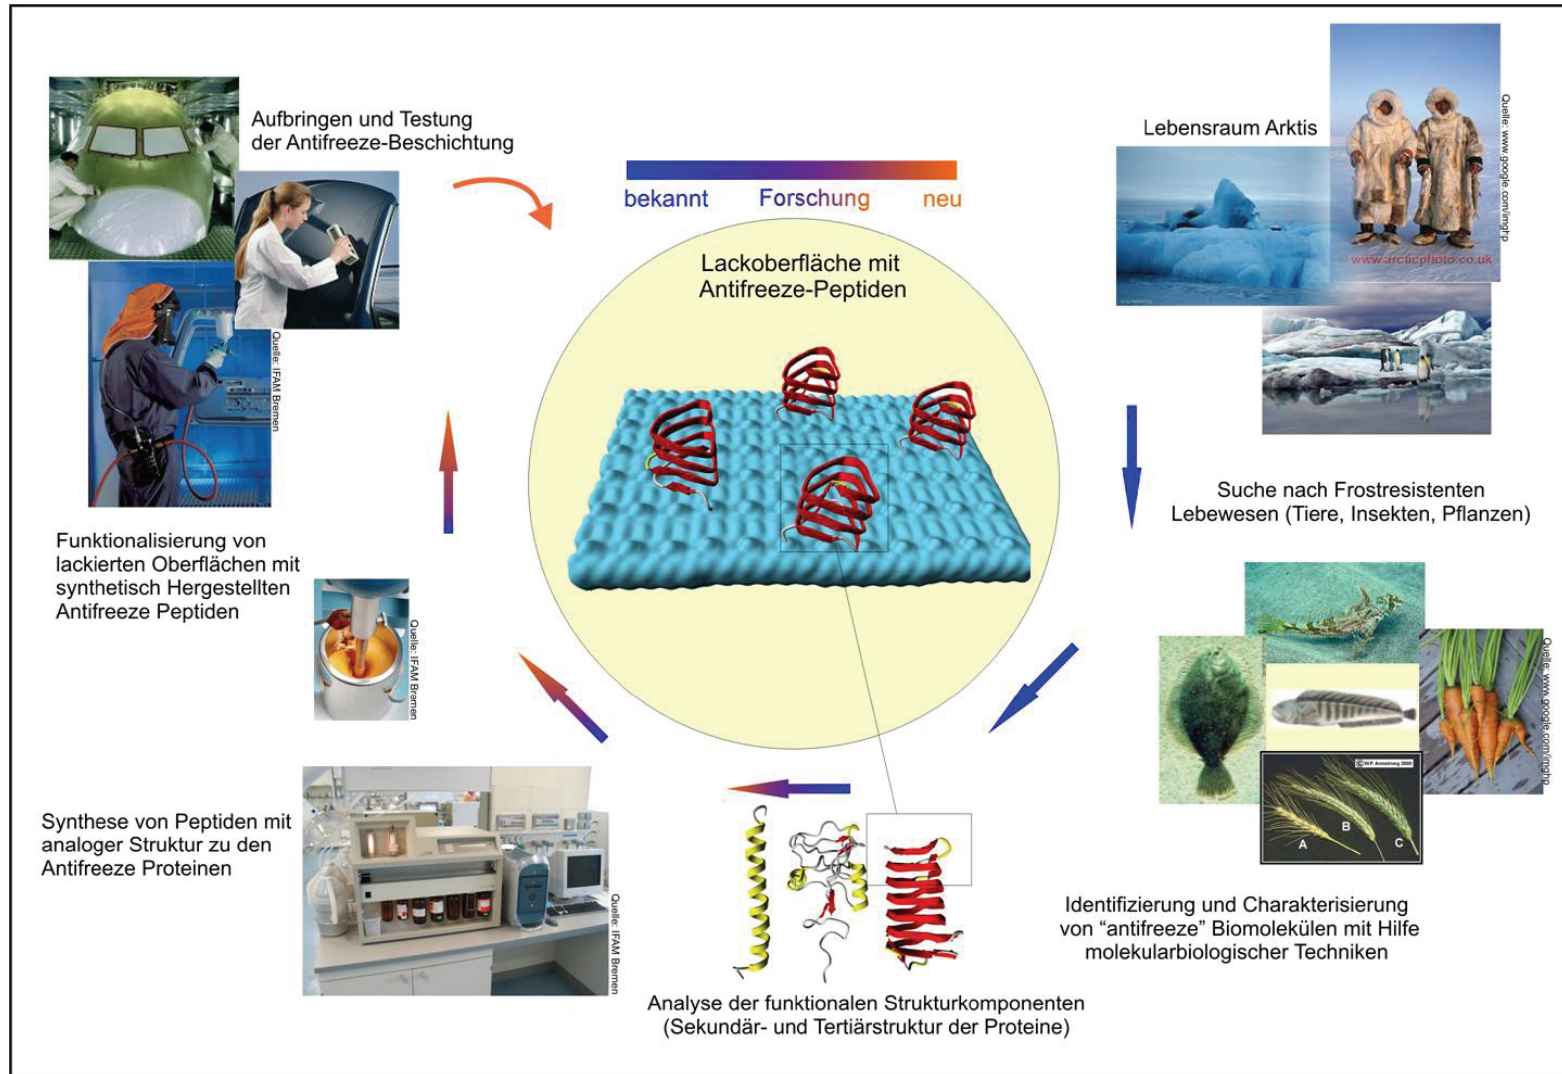 Aufbringen und Testung
der Antifreeze-Beschichtung
Quelle: IFAM Bremen
bekannt Forschung neu
Lackoberfläche mit
Antifreeze-Peptiden
Lebensraum Arktis
Quelle: www.google.com/imghp
www.arcticphoto.co.uk
Suche nach Frostresistenten
Lebewesen (Tiere, Insekten, Pflanzen)
Quelle: www.google.com/imghp
©W.P. Armstrong 2000
A
B
C
Identifizierung und Charakterisierung
von “antifreeze” Biomolekülen mit Hilfe
molekularbiologischer Techniken
Analyse der funktionalen Strukturkomponenten
(Sekundär- und Tertiärstruktur der Proteine)
Synthese von Peptiden mit
analoger Struktur zu den
Antifreeze Proteinen
Quelle: IFAM Bremen
Funktionalisierung von
lackierten Oberflächen mit
synthetisch Hergestellten
Antifreeze Peptiden
Quelle: IFAM Bremen